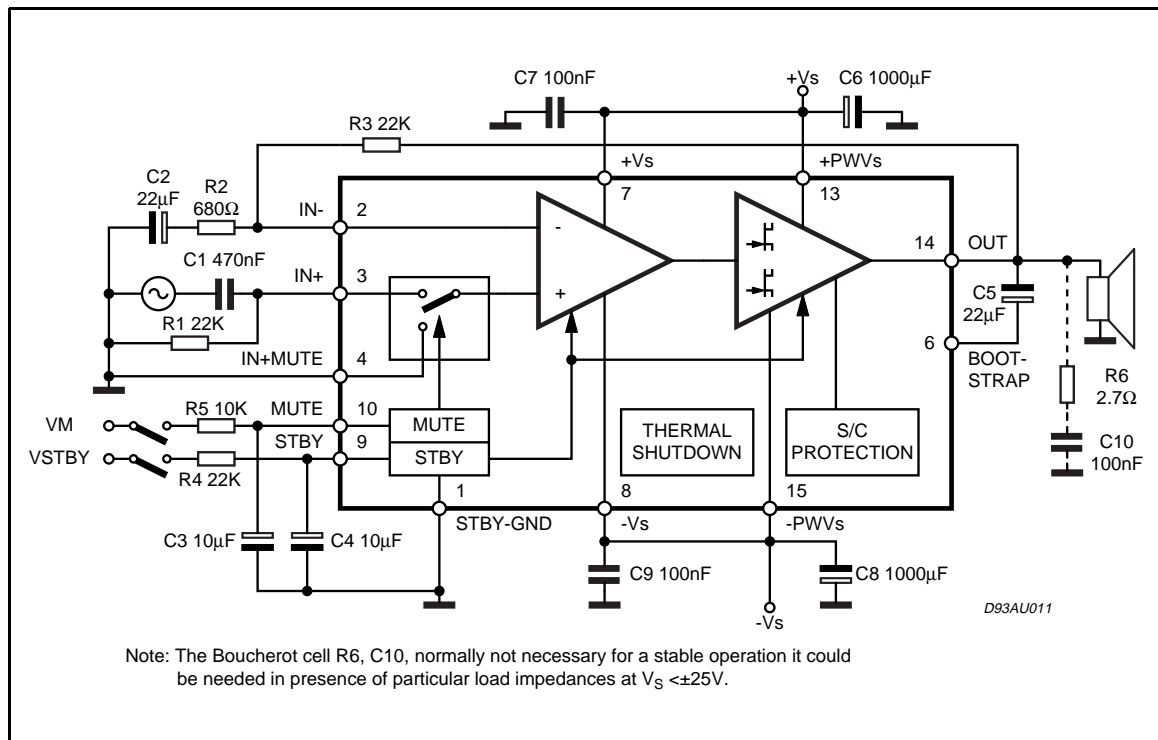 C7 100nF
+Vs
C6 1000µF
R3 22K
+Vs
+PWVs
C2
22µF
R2
680Ω
7
13
IN-
2
-
14
OUT
C1 470nF
IN+
3
+
C5
22µF
R1 22K
IN+MUTE
4
6
BOOT-
STRAP
R6
2.7Ω
VM
R5 10K
MUTE
10
MUTE
THERMAL
SHUTDOWN
S/C
PROTECTION
C10
100nF
VSTBY
R4 22K
STBY
9
STBY
1
8
15
STBY-GND
-Vs
-PWVs
C3 10µF
C4 10µF
C9 100nF
C8 1000µF
-Vs
D93AU011
Note: The Boucherot cell R6, C10, normally not necessary for a stable operation it could
be needed in presence of particular load impedances at VS <±25V.